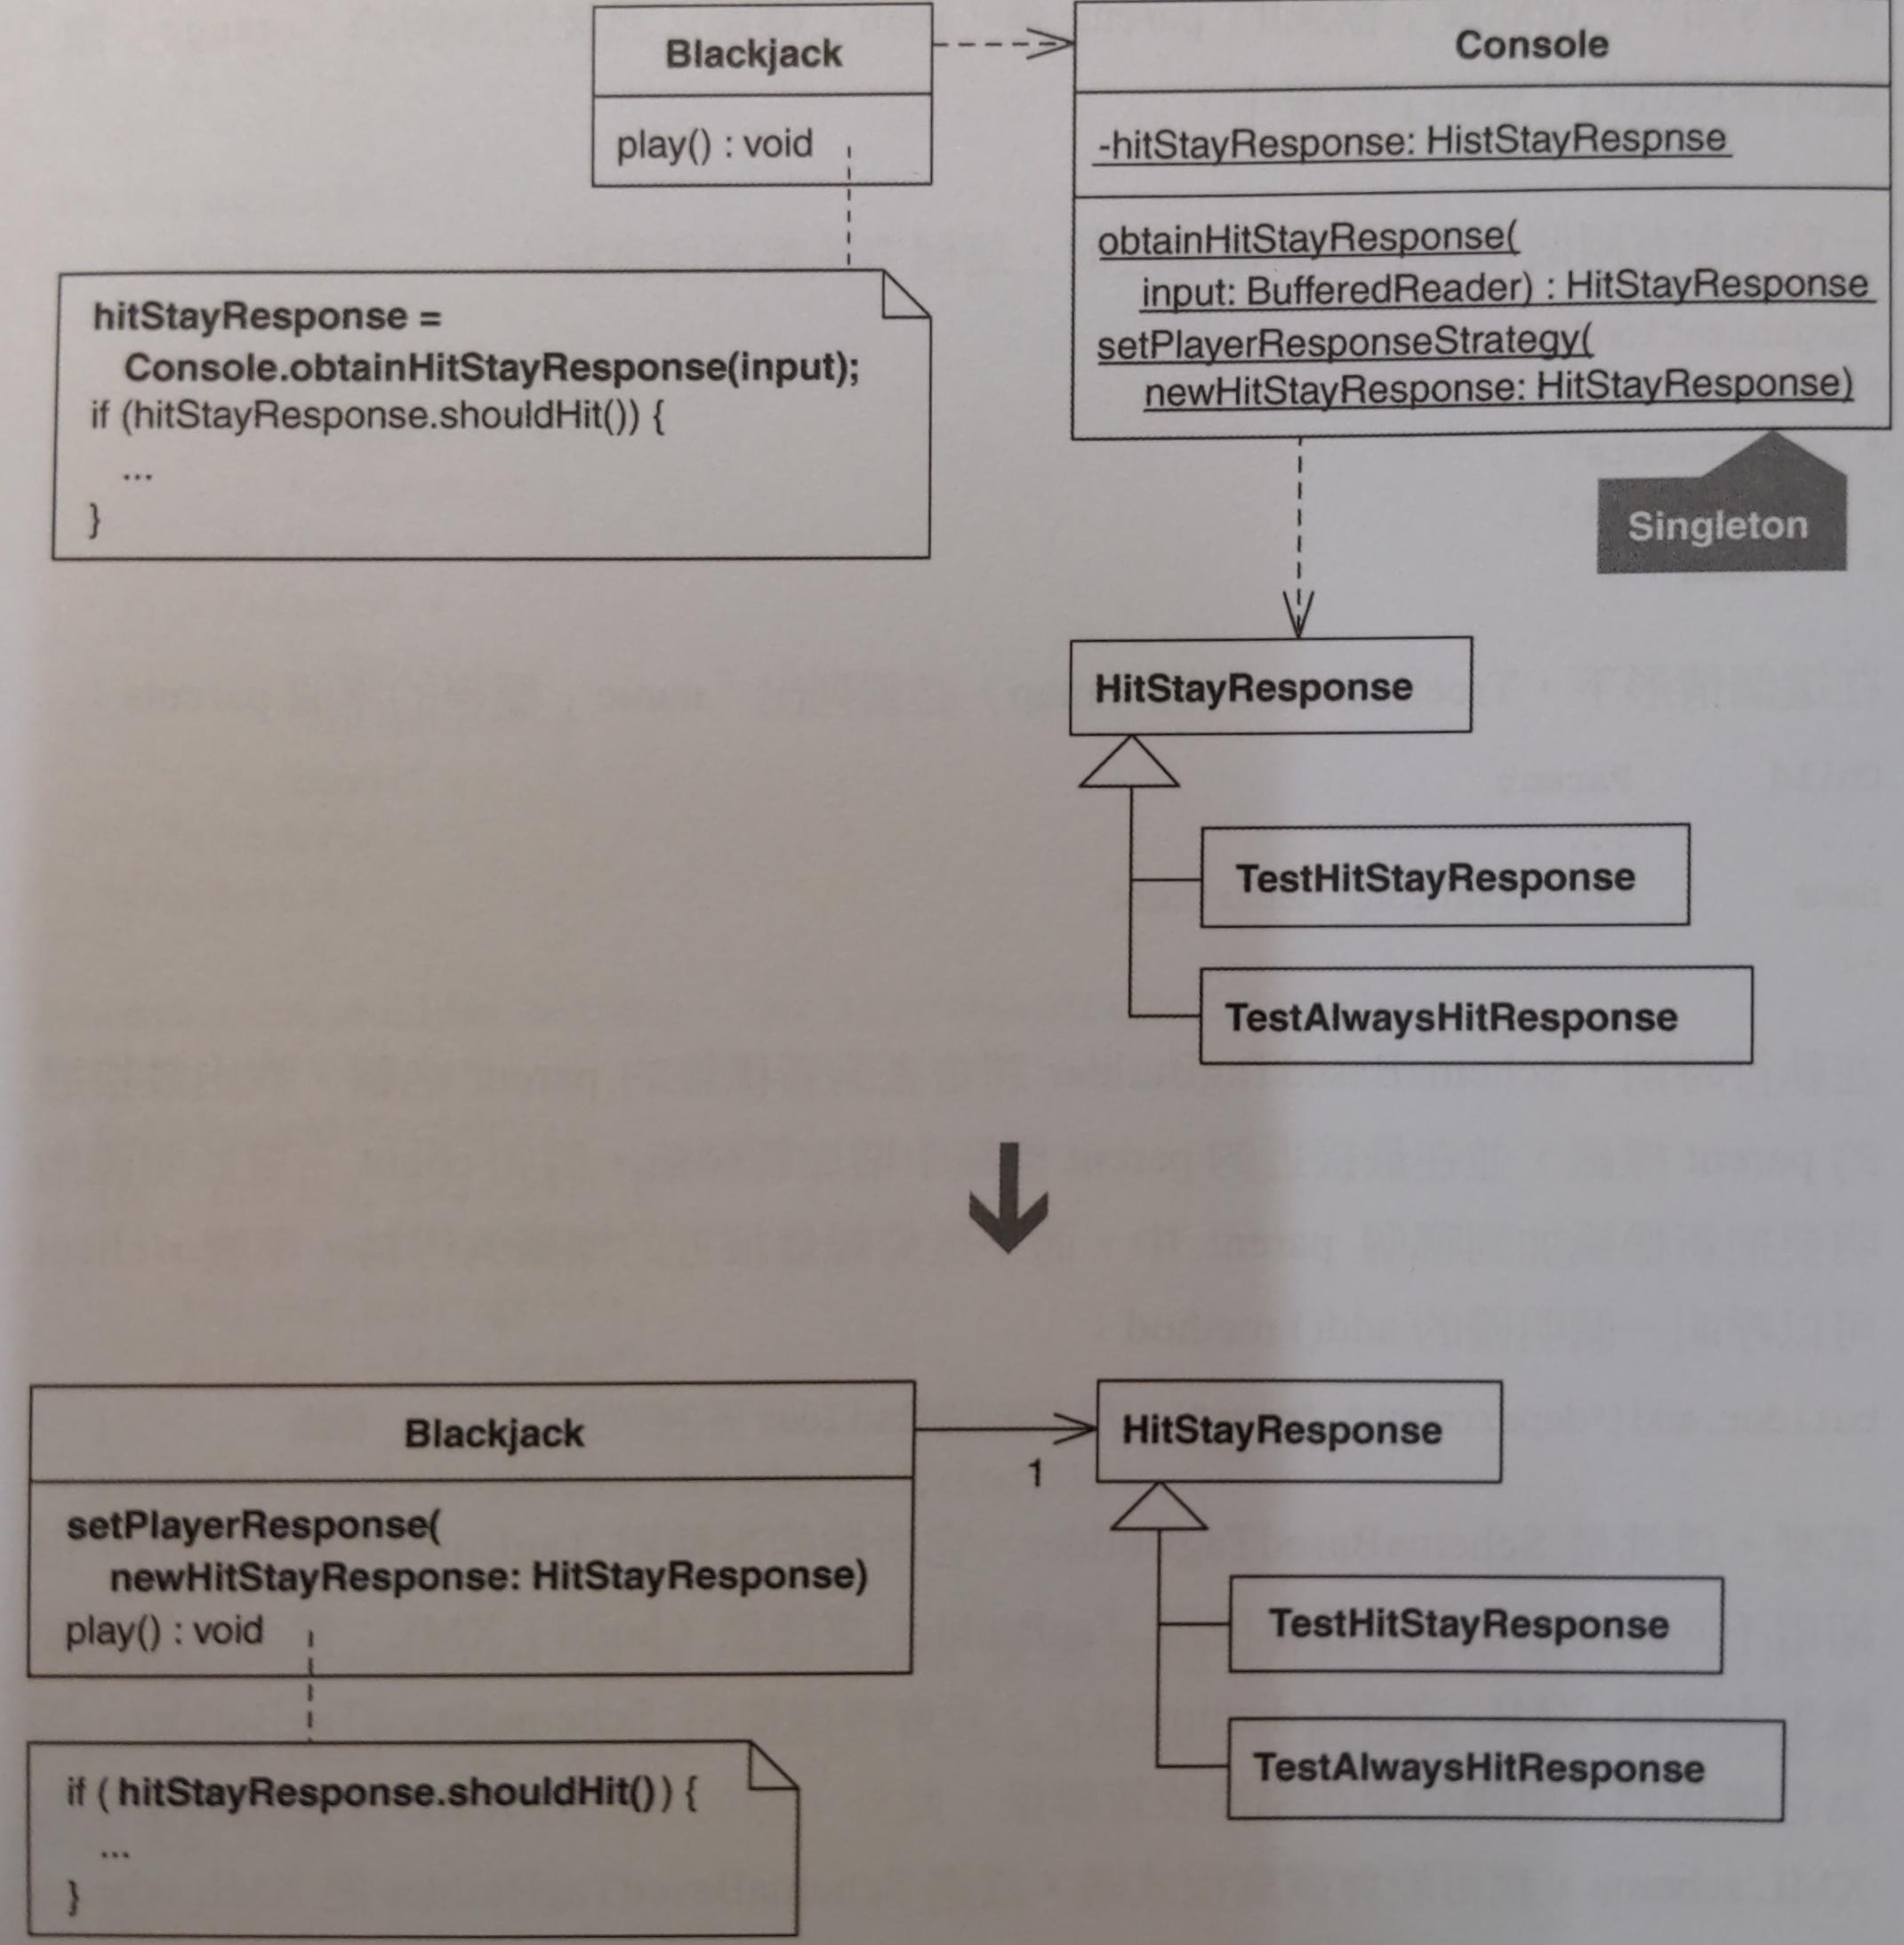 Blackjack
play() : void
Console
-hitStayResponse: HistStayRespnse
obtainHitStayResponse(
input: BufferedReader) : HitStayResponse
setPlayerResponseStrategy(
newHitStayResponse: HitStayResponse)
hitStayResponse =
Console.obtainHitStayResponse(input);
if (hitStayResponse.shouldHit()) {
...
}
Singleton
HitStayResponse
TestHitStayResponse
TestAlwaysHitResponse
Blackjack
setPlayerResponse(
newHitStayResponse: HitStayResponse)
play() : void
1
HitStayResponse
TestHitStayResponse
TestAlwaysHitResponse
if ( hitStayResponse.shouldHit()) {
...
}